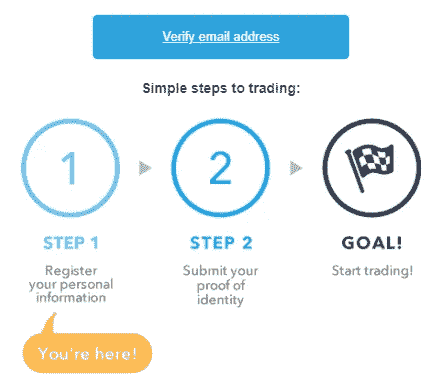 Verify email address
Simple steps to trading:
1
2
STEP 1
STEP 2
GOAL!
Register
your personal
information
Submit your
proof of
identity
Start trading!
You're here!